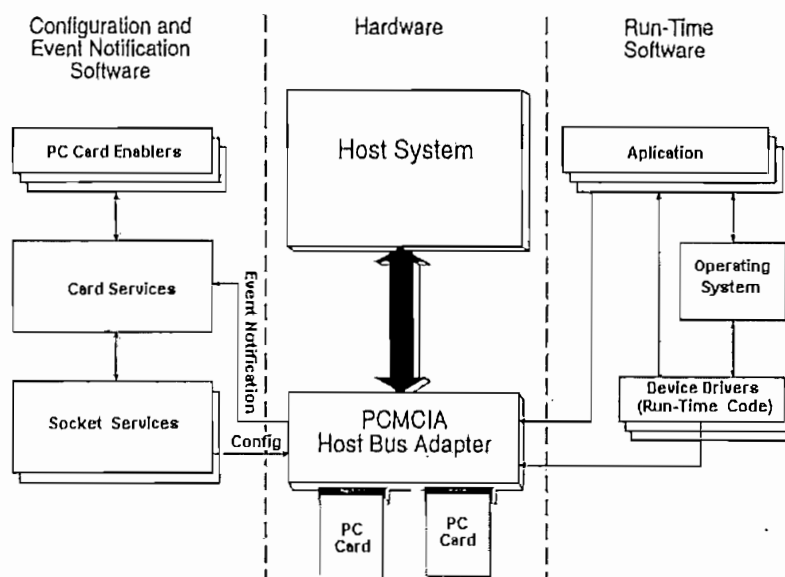 Configuration and
Event Notification
Software
Hardware
Run-Time
Software
PC Card Enablers
Card Services
Socket Services
Event Notification
Config
Host System
PCMCIA
Host Bus Adapter
PC
Card
PC
Card
Aplication
Operating
System
Device Drivers
(Run-Time Code)